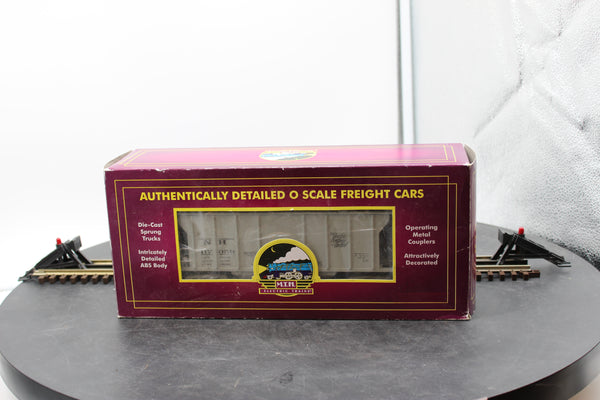 AUTHENTICALLY DETAILED O SCALE FREIGHT CARS
Die-Cast
Sprung
Trucks
Intricately
Detailed
ABS Body
Operating
Metal
Couplers
Attractively
Decorated
N H
M.T.H.
ELECTRIC TRAINS